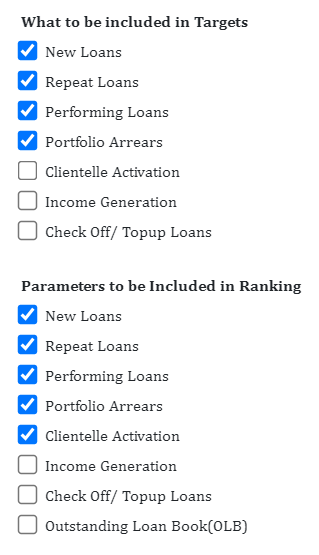 What to be included in Targets
New Loans
Repeat Loans
Performing Loans
Portfolio Arrears
Clientelle Activation
Income Generation
Check Off/ Topup Loans
Parameters to be Included in Ranking
New Loans
Repeat Loans
Performing Loans
Portfolio Arrears
Clientelle Activation
Income Generation
Check Off/ Topup Loans
Outstanding Loan Book(OLB)